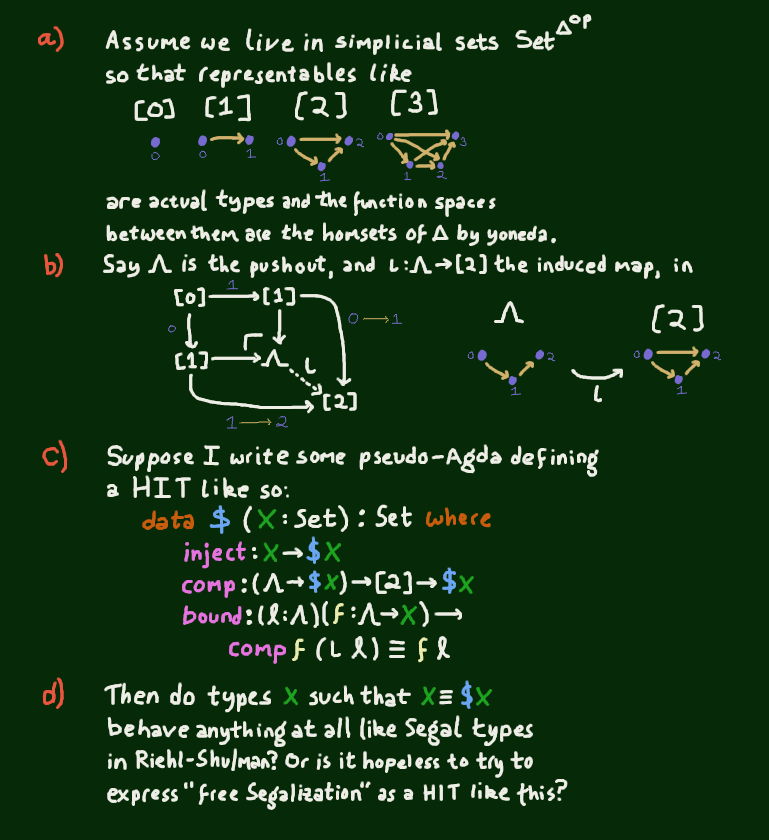 a) Assume we live in simplicial sets Set^Δ^op
so that representables like
[0] [1] [2] [3]
0 0 1 0 1 2 0 1 2 3
are actual types and the function spaces
between them are the homsets of Δ by yoneda.
b) Say Λ is the pushout, and ι:Λ→[2] the induced map, in
1
[0]→[1]
0 0→1
[1]→Λ ι
[2]
1→2
Λ [2]
0 1 2 ι 0 1 2
c) Suppose I write some pseudo-Agda defining
a HIT like so:
data $ (X:Set): Set where
inject:X→$X
comp:(Λ→$X)→[2]→$X
bound:(l:Λ)(f:Λ→X)→
comp f (ι l) ≡ f l
d) Then do types X such that X≡$X
behave anything at all like Segal types
in Riehl-Shulman? Or is it hopeless to try to
express "free Segalization" as a HIT like this?